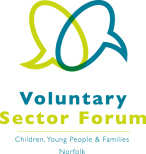 Voluntary
Sector Forum
Children, Young People & Families
Norfolk